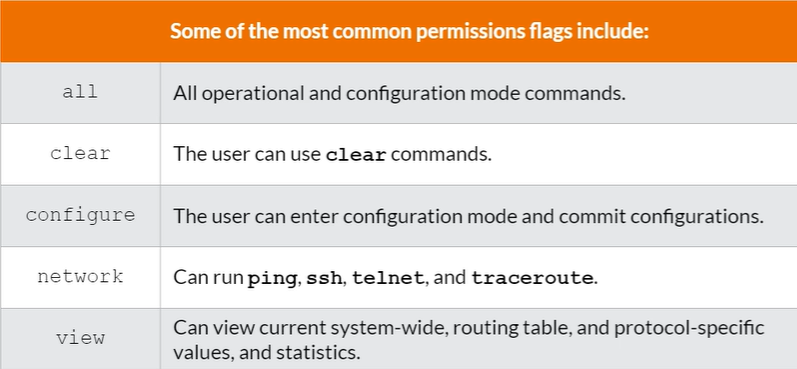 Some of the most common permissions flags include:
all
All operational and configuration mode commands.
clear
The user can use clear commands.
configure
The user can enter configuration mode and commit configurations.
network
Can run ping, ssh, telnet, and traceroute.
view
Can view current system-wide, routing table, and protocol-specific
values, and statistics.